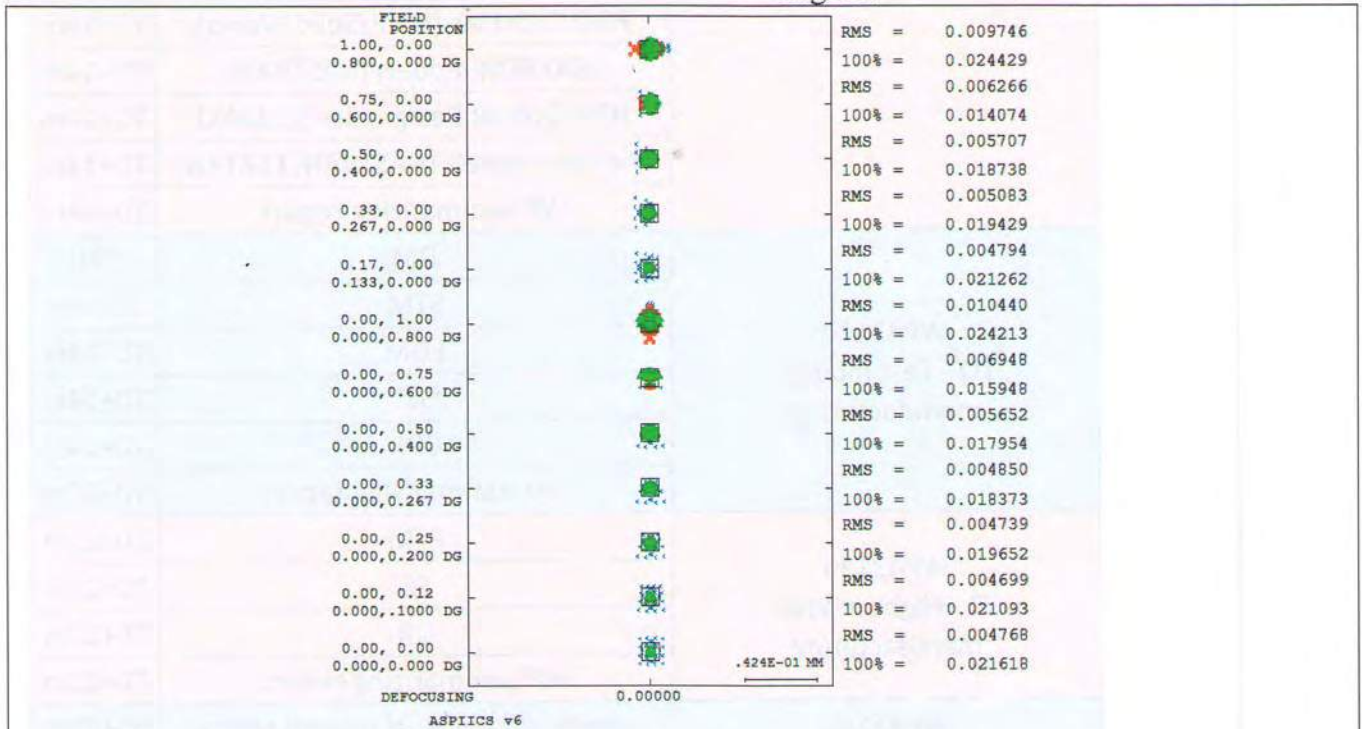 FIELD
POSITION
1.00, 0.00
0.800,0.000 DG
RMS = 0.009746
100% = 0.024429
0.75, 0.00
0.600,0.000 DG
RMS = 0.006266
100% = 0.014074
0.50, 0.00
0.400,0.000 DG
RMS = 0.005707
100% = 0.018738
0.33, 0.00
0.267,0.000 DG
RMS = 0.005083
100% = 0.019429
0.17, 0.00
0.133,0.000 DG
RMS = 0.004794
100% = 0.021262
0.00, 1.00
0.000,0.800 DG
RMS = 0.010440
100% = 0.024213
0.00, 0.75
0.000,0.600 DG
RMS = 0.006948
100% = 0.015948
0.00, 0.50
0.000,0.400 DG
RMS = 0.005652
100% = 0.017954
0.00, 0.33
0.000,0.267 DG
RMS = 0.004850
100% = 0.018373
0.00, 0.25
0.000,0.200 DG
RMS = 0.004739
100% = 0.019652
0.00, 0.12
0.000,.1000 DG
RMS = 0.004699
100% = 0.021093
0.00, 0.00
0.000,0.000 DG
RMS = 0.004768
100% = 0.021618
.424E-01 MM
DEFOCUSING 0.00000
ASPIICS v6